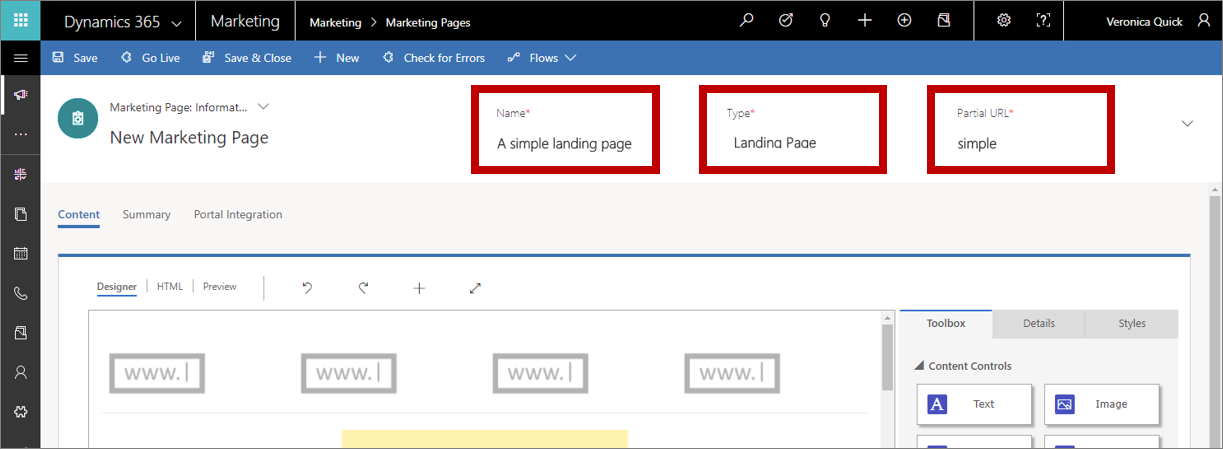 Dynamics 365 Marketing Marketing > Marketing Pages Veronica Quick
Save Go Live Save & Close New Check for Errors Flows
Marketing Page: Informat...
New Marketing Page
Name* Type* Partial URL*
A simple landing page Landing Page simple
Content Summary Portal Integration
Designer HTML Preview
Toolbox Details Styles
www. www. www. www.
Content Controls
A Text Image